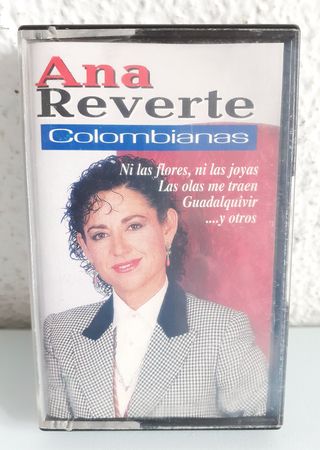 Ana
Reverte
Colombianas
Ni las flores, ni las joyas
Las olas me traen
Guadalquivir
....y otros